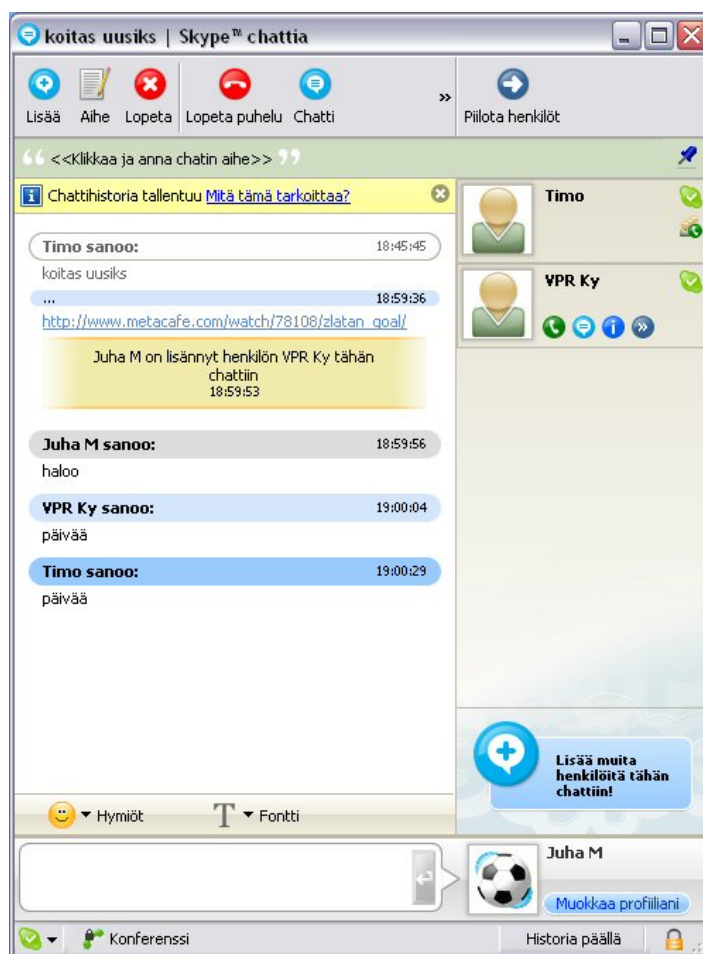 koitas uusiks | Skype™ chattia
Lisää Aihe Lopeta Lopeta puhelu Chatti » Piilota henkilöt
“ <<Klikkaa ja anna chatin aihe>> ”
i Chattihistoria tallentuu Mitä tämä tarkoittaa?
Timo sanoo: 18:45:45
koitas uusiks
... 18:59:36
http://www.metacafe.com/watch/78108/zlatan_goal/
Juha M on lisännyt henkilön VPR Ky tähän
chattiin
18:59:53
Juha M sanoo: 18:59:56
haloo
VPR Ky sanoo: 19:00:04
päivää
Timo sanoo: 19:00:29
päivää
Timo
VPR Ky
Lisää muita
henkilöitä tähän
chattiin!
Hymiöt T Fontti
Juha M
Muokkaa profiiliani
Konferenssi Historia päällä